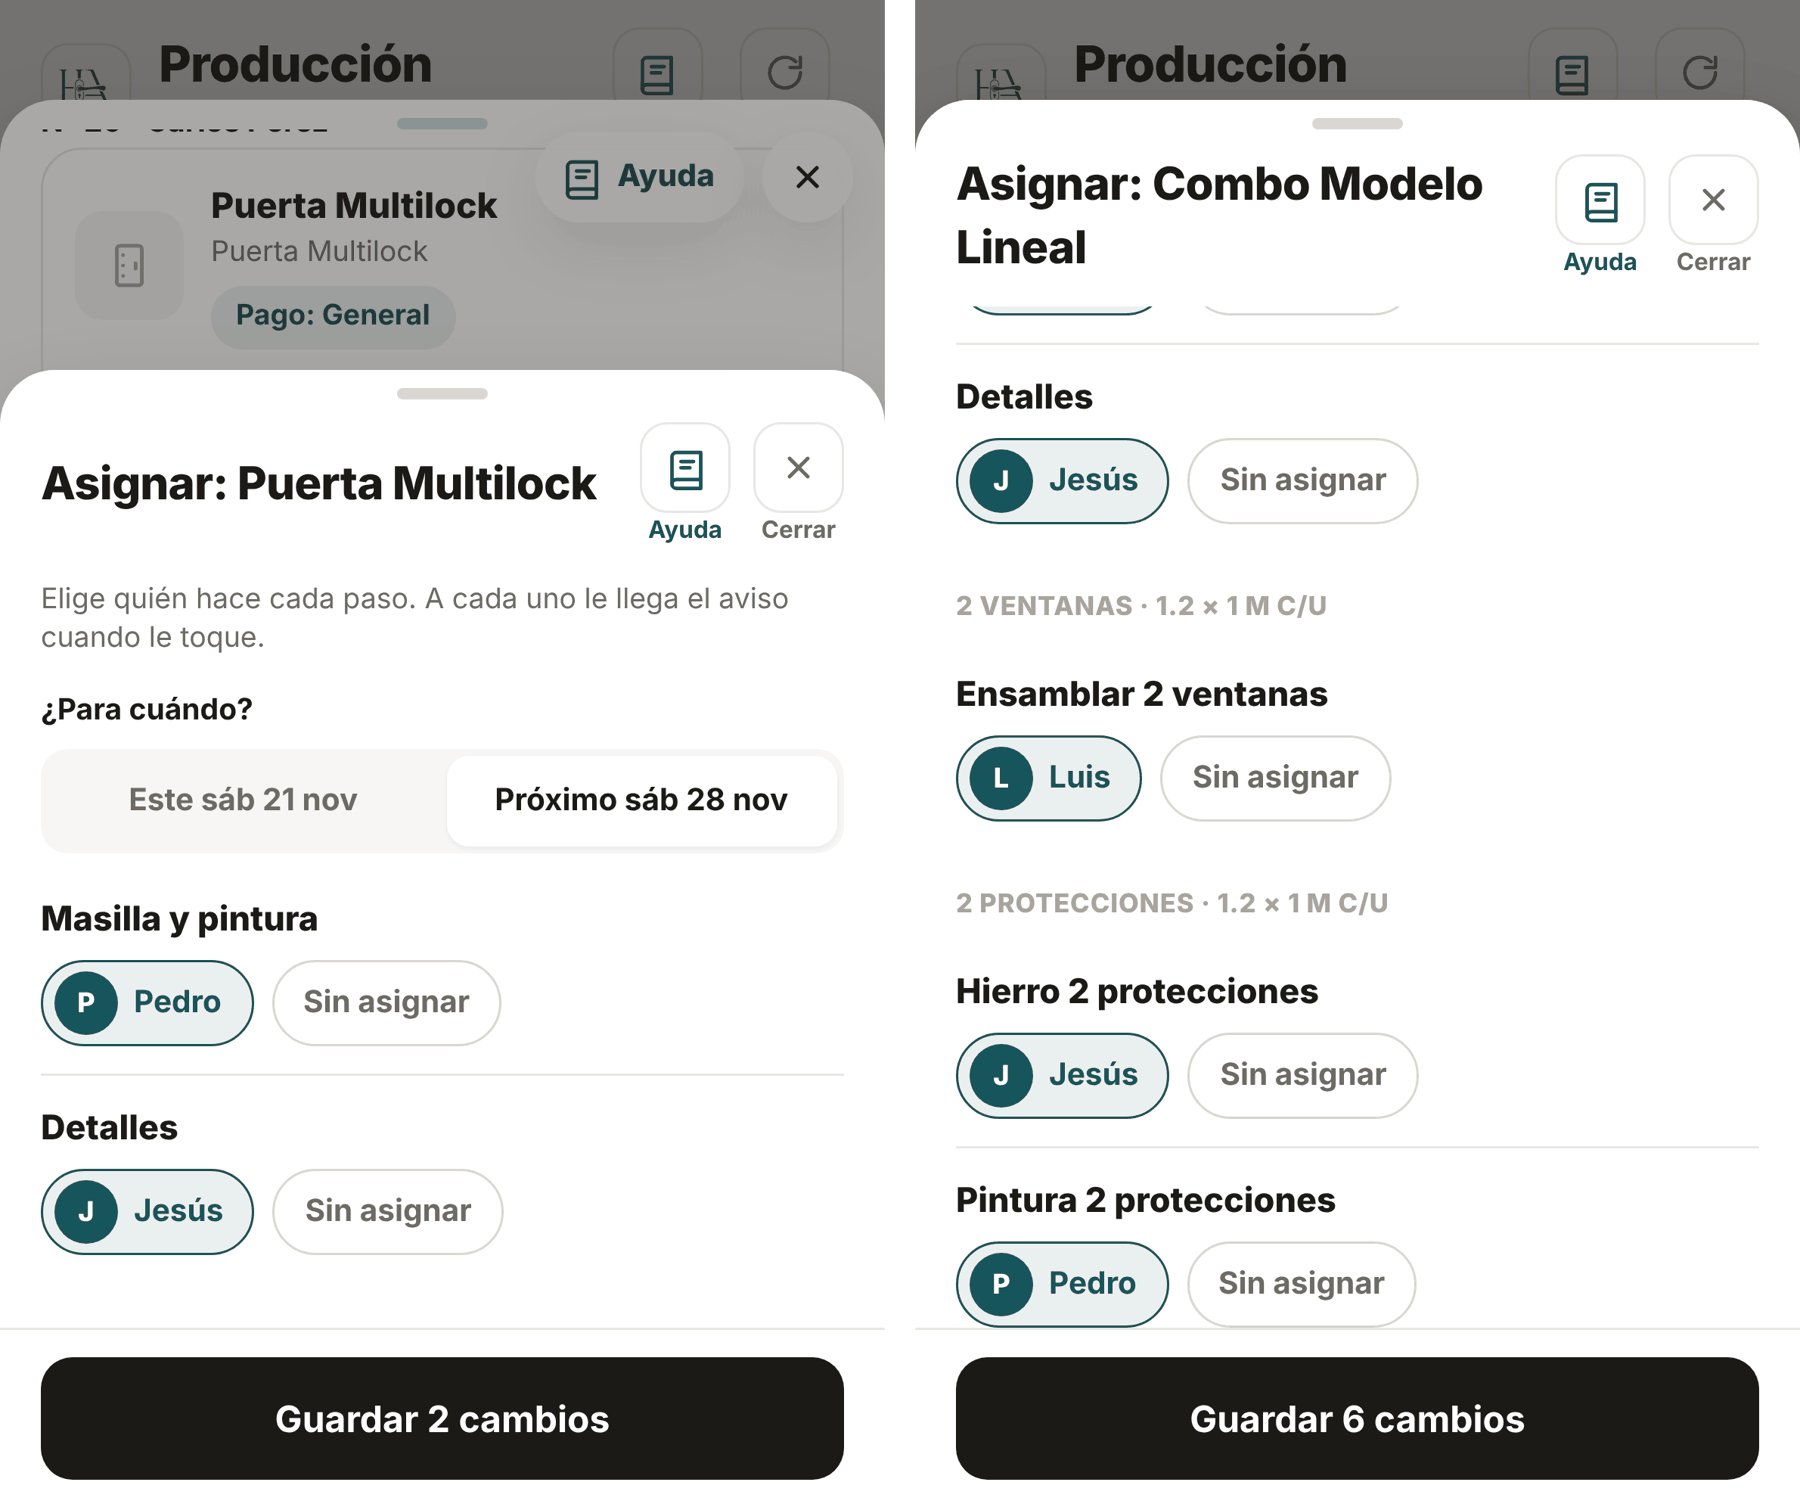 Producción
Ayuda
Puerta Multilock
Puerta Multilock
Pago: General
Asignar: Puerta Multilock
Ayuda
Cerrar
Elige quién hace cada paso. A cada uno le llega el aviso
cuando le toque.
¿Para cuándo?
Este sáb 21 nov
Próximo sáb 28 nov
Masilla y pintura
P Pedro
Sin asignar
Detalles
J Jesús
Sin asignar
Guardar 2 cambios
Producción
Asignar: Combo Modelo
Lineal
Ayuda
Cerrar
Detalles
J Jesús
Sin asignar
2 VENTANAS · 1.2 × 1 M C/U
Ensamblar 2 ventanas
L Luis
Sin asignar
2 PROTECCIONES · 1.2 × 1 M C/U
Hierro 2 protecciones
J Jesús
Sin asignar
Pintura 2 protecciones
P Pedro
Sin asignar
Guardar 6 cambios